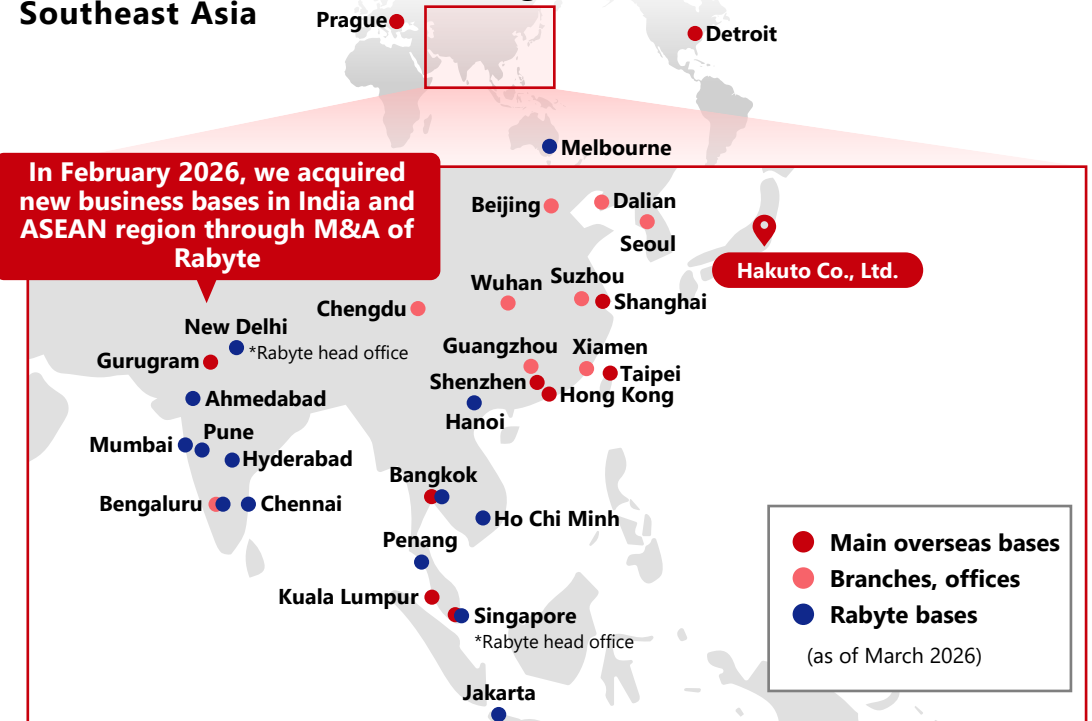 Southeast Asia
Prague
Detroit
Melbourne
In February 2026, we acquired
new business bases in India and
ASEAN region through M&A of
Rabyte
Beijing
Dalian
Seoul
Hakuto Co., Ltd.
Wuhan
Suzhou
Chengdu
Shanghai
New Delhi
*Rabyte head office
Gurugram
Guangzhou
Xiamen
Shenzhen
Taipei
Hong Kong
Hanoi
Ahmedabad
Mumbai
Pune
Hyderabad
Bengaluru
Chennai
Bangkok
Ho Chi Minh
Penang
Kuala Lumpur
Singapore
*Rabyte head office
Jakarta
Main overseas bases
Branches, offices
Rabyte bases
(as of March 2026)